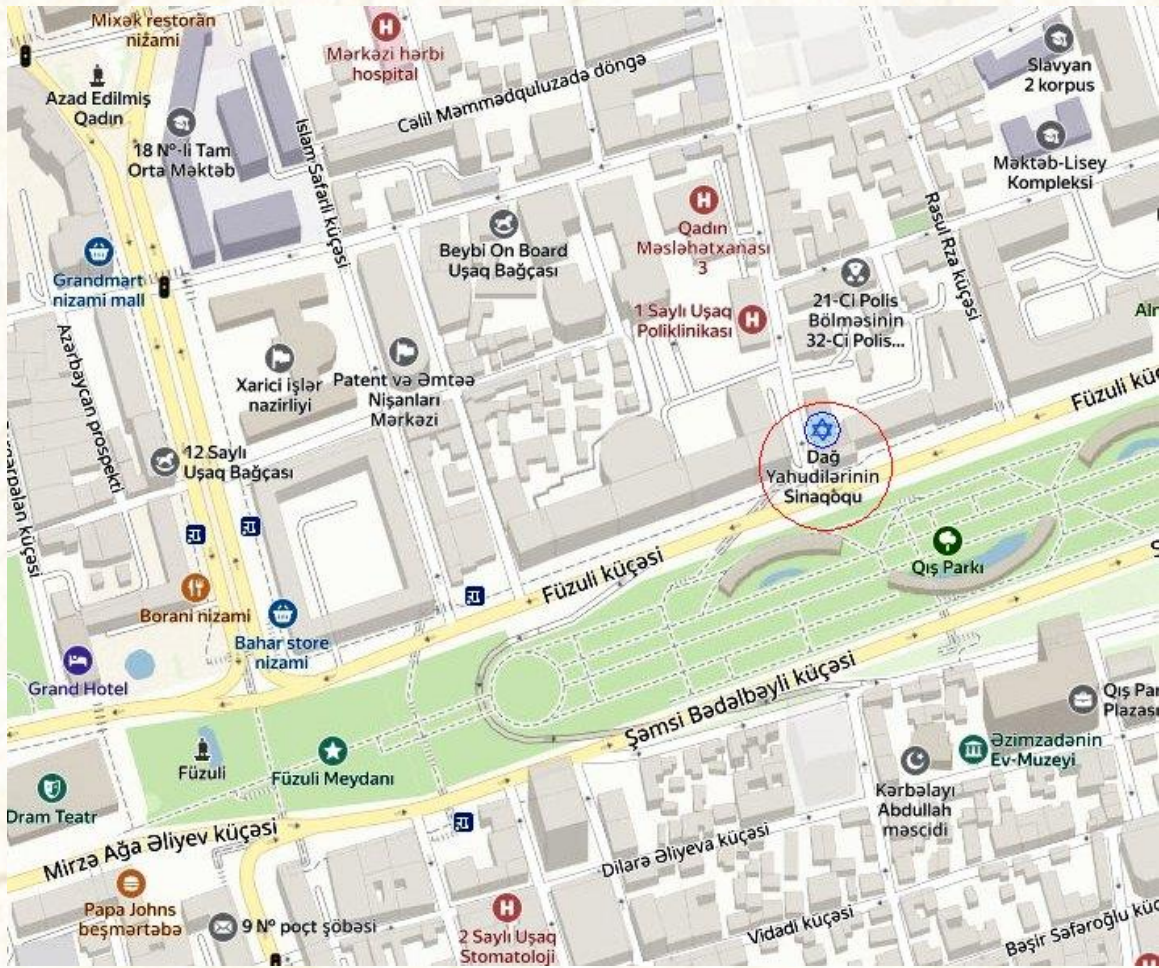 Mixək restoran
nizami
Mərkəzi hərbi
hospital
Slavyan
2 korpus
Azad Edilmiş
Qadın
Cəlil Məmmədquluzadə döngə
18 №-li Tam
Orta Məktəb
İslam Səfərli küçəsi
Məktəb-Lisey
Kompleksi
Rəsul Rza küçəsi
Qadın
Məsləhətxanası
3
Beybi On Board
Uşaq Bağçası
Grandmart
nizami mall
1 Saylı Uşaq
Poliklinikası
21-Ci Polis
Bölməsinin
32-Ci Polis...
Azərbaycan prospekti
Xarici işlər
nazirliyi
Patent və Əmtəə
Nişanları
Mərkəzi
Füzuli küç
12 Saylı
Uşaq Bağçası
Dağ
Yahudilərinin
Sinaqoqu
küçəsi
Qış Parkı
Füzuli küçəsi
Borani nizami
Bahar store
nizami
Grand Hotel
Şəmsi Bədəlbəyli küçəsi
Qış Par
Plazası
Füzuli
Füzuli Meydanı
Əzimzadənin
Ev-Muzeyi
Dram Teatr
Kərbəlayı
Abdullah
məscidi
Mirzə Ağa Əliyev küçəsi
Dilarə Əliyeva küçəsi
Papa Johns
beşmərtəbə
9 № poçt şöbəsi
2 Saylı Uşaq
Stomatoloji
Vidadi küçəsi
Bəşir Səfəroğlu küç